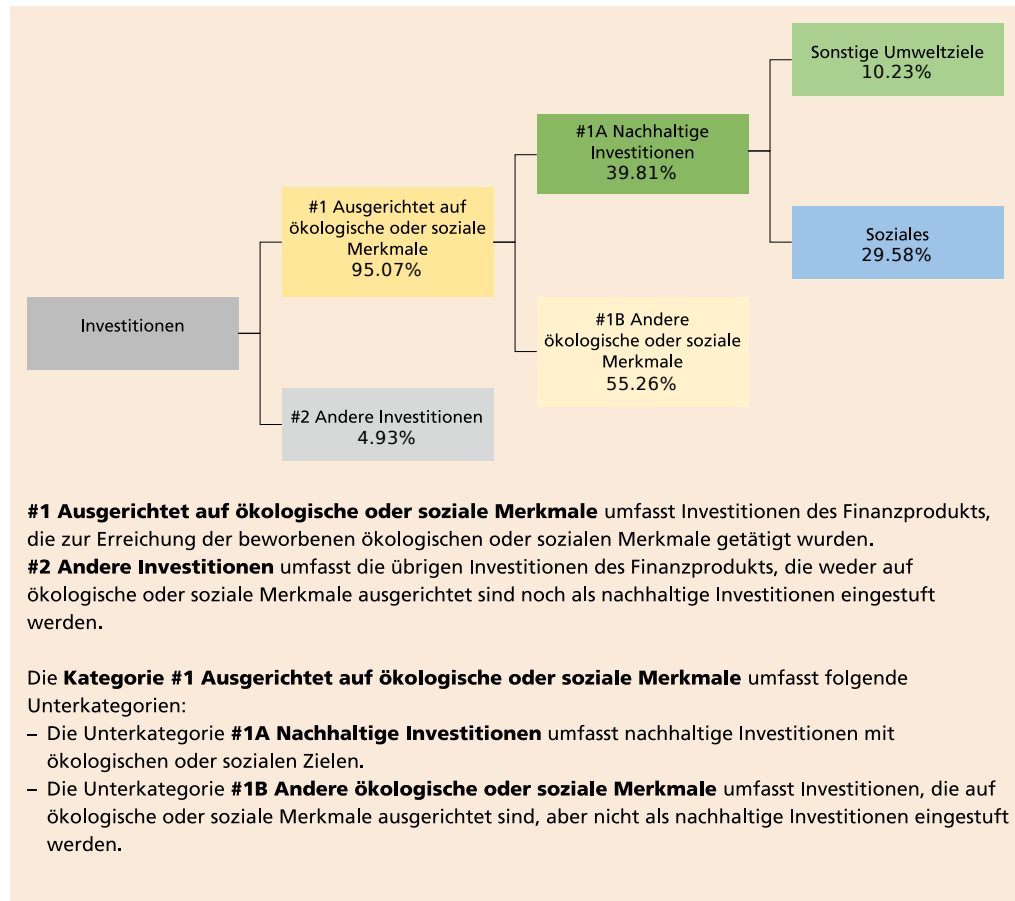 Sonstige Umweltziele
10.23%
#1A Nachhaltige
Investitionen
39.81%
#1 Ausgerichtet auf
ökologische oder soziale
Merkmale
95.07%
Soziales
29.58%
Investitionen
#1B Andere
ökologische oder soziale
Merkmale
55.26%
#2 Andere Investitionen
4.93%
#1 Ausgerichtet auf ökologische oder soziale Merkmale umfasst Investitionen des Finanzprodukts,
die zur Erreichung der beworbenen ökologischen oder sozialen Merkmale getätigt wurden.
#2 Andere Investitionen umfasst die übrigen Investitionen des Finanzprodukts, die weder auf
ökologische oder soziale Merkmale ausgerichtet sind noch als nachhaltige Investitionen eingestuft
werden.
Die Kategorie #1 Ausgerichtet auf ökologische oder soziale Merkmale umfasst folgende
Unterkategorien:
– Die Unterkategorie #1A Nachhaltige Investitionen umfasst nachhaltige Investitionen mit
ökologischen oder sozialen Zielen.
– Die Unterkategorie #1B Andere ökologische oder soziale Merkmale umfasst Investitionen, die auf
ökologische oder soziale Merkmale ausgerichtet sind, aber nicht als nachhaltige Investitionen eingestuft
werden.